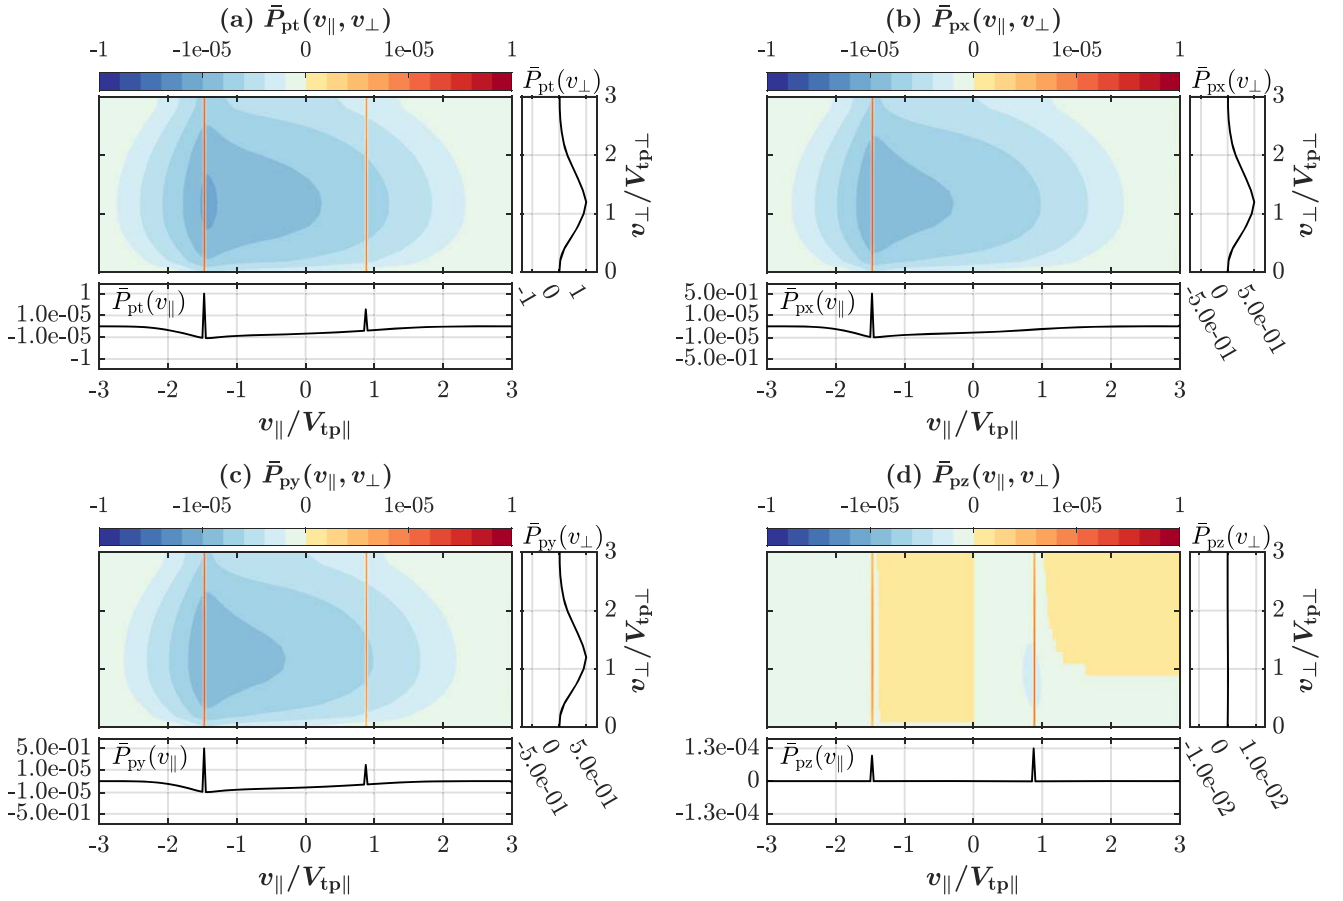 (a) P̄pt(v∥, v⊥)
-1 -1e-05 0 1e-05 1
P̄pt(v⊥)
3
2
1
0
v⊥/Vtp⊥
-1 0 1
P̄pt(v∥)
1
1.0e-05
-1.0e-05
-1
-3 -2 -1 0 1 2 3
v∥/Vtp∥
(b) P̄px(v∥, v⊥)
-1 -1e-05 0 1e-05 1
P̄px(v⊥)
3
2
1
0
v⊥/Vtp⊥
-5.0e-01 0 5.0e-01
P̄px(v∥)
5.0e-01
1.0e-05
-1.0e-05
-5.0e-01
-3 -2 -1 0 1 2 3
v∥/Vtp∥
(c) P̄py(v∥, v⊥)
-1 -1e-05 0 1e-05 1
P̄py(v⊥)
3
2
1
0
v⊥/Vtp⊥
-5.0e-01 0 5.0e-01
P̄py(v∥)
5.0e-01
1.0e-05
-1.0e-05
-5.0e-01
-3 -2 -1 0 1 2 3
v∥/Vtp∥
(d) P̄pz(v∥, v⊥)
-1 -1e-05 0 1e-05 1
P̄pz(v⊥)
3
2
1
0
v⊥/Vtp⊥
-1.0e-02 0 1.0e-02
P̄pz(v∥)
1.3e-04
0
-1.3e-04
-3 -2 -1 0 1 2 3
v∥/Vtp∥